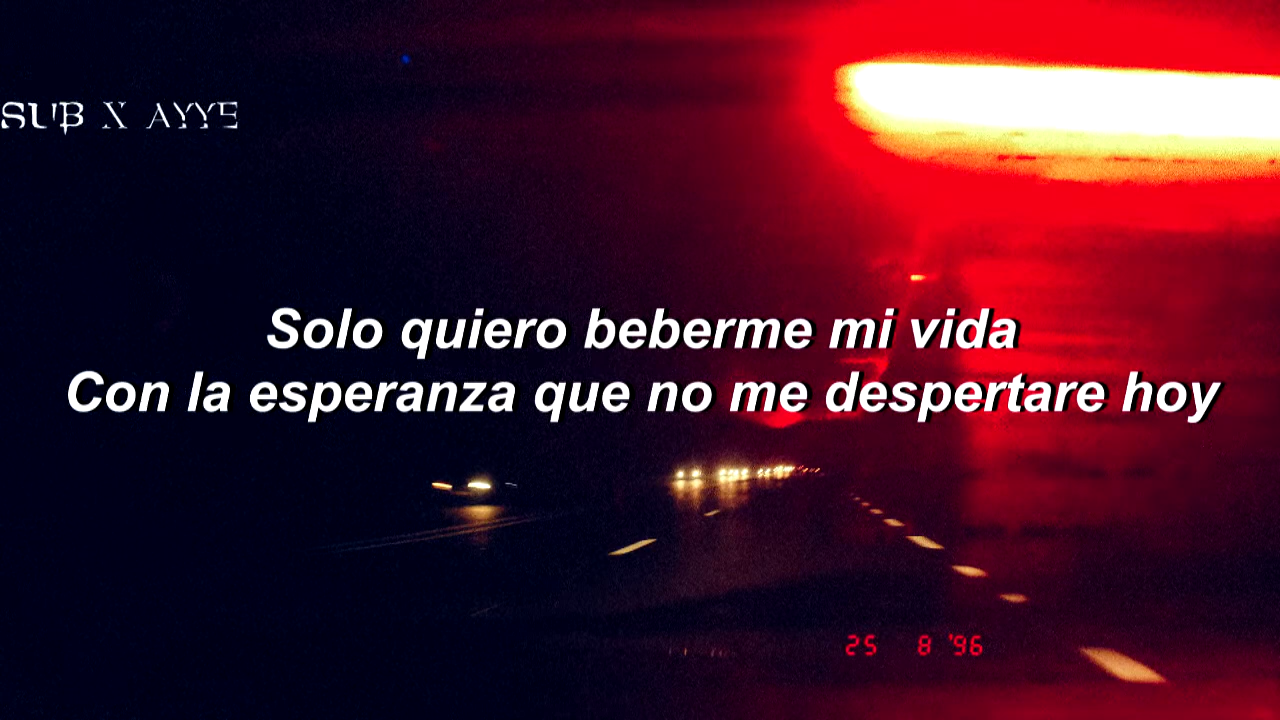 SUB X AYYE
Solo quiero beberme mi vida
Con la esperanza que no me despertare hoy
25 8 '96